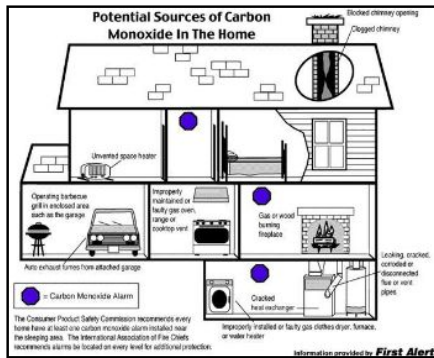 Potential Sources of Carbon
Monoxide In The Home
Blocked chimney opening
Clogged chimney
Unvented space heater
Operating barbecue
grill in enclosed area
such as the garage
Improperly
maintained or
faulty gas oven,
range or
cooktop vent
Gas or wood
burning
fireplace
Auto exhaust fumes from attached garage
Leaking, cracked,
corroded or
disconnected
flue or vent
pipes
= Carbon Monoxide Alarm
Cracked
heat exchanger
The Consumer Product Safety Commission recommends every
home have at least one carbon monoxide alarm installed near
the sleeping area. The International Association of Fire Chiefs
recommends alarms be located on every level for additional protection.
Improperly installed or faulty gas clothes dryer, furnace,
or water heater
Information provided by First Alert